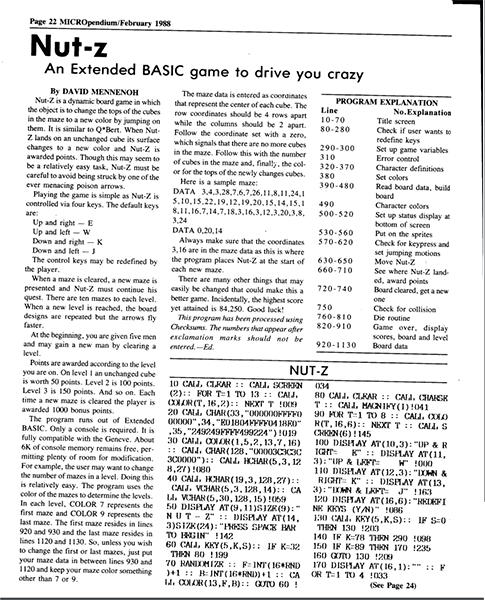 Page 22 MICROpendium/February 1988
Nut-z
An Extended BASIC game to drive you crazy
By DAVID MENNENOH
Nut-Z is a dynamic board game in which
the object is to change the tops of the cubes
in the maze to a new color by jumping on
them. It is similar to Q*Bert. When Nut-
Z lands on an unchanged cube its surface
changes to a new color and Nut-Z is
awarded points. Though this may seem to
be a relatively easy task, Nut-Z must be
careful to avoid being struck by one of the
ever menacing poison arrows.
Playing the game is simple as Nut-Z is
controlled via four keys. The default keys
are:
Up and right — E
Up and left — W
Down and right — K
Down and left — J
The control keys may be redefined by
the player.
When a maze is cleared, a new maze is
presented and Nut-Z must continue his
quest. There are ten mazes to each level.
When a new level is reached, the board
designs are repeated but the arrows fly
faster.
At the beginning, you are given five men
and may gain a new man by clearing a
level.
Points are awarded according to the level
you are on. On level 1 an unchanged cube
is worth 50 points. Level 2 is 100 points.
Level 3 is 150 points. And so on. Each
time a new maze is cleared the player is
awarded 1000 bonus points.
The program runs out of Extended
BASIC. Only a console is required. It is
fully compatible with the Geneve. About
6K of console memory remains free, per-
mitting plenty of room for modification.
For example, the user may want to change
the number of mazes in a level. Doing this
is relatively easy. The program uses the
color of the mazes to determine the levels.
In each level, COLOR 7 represents the
first maze and COLOR 9 represents the
last maze. The first maze resides in lines
920 and 930 and the last maze resides in
lines 1120 and 1130. So, unless you wish
to change the first or last mazes, just put
your maze data in between lines 930 and
1120 and keep your maze color something
other than 7 or 9.
The maze data is entered as coordinates
that represent the center of each cube. The
row coordinates should be 4 rows apart
while the columns should be 2 apart.
Follow the coordinate set with a zero,
which signals that there are no more cubes
in the maze. Follow this with the number
of cubes in the maze and, finally, the col-
or for the tops of the newly changes cubes.
Here is a sample maze:
DATA 3,4,3,28,7,6,7,26,11,8,11,24,1
5,10,15,22,19,12,19,20,15,14,15,1
8,11,16,7,14,7,18,3,16,3,12,3,20,3,8,
3,24
DATA 0,20,14
Always make sure that the coordinates
3,16 are in the maze data as this is where
the program places Nut-Z at the start of
each new maze.
There are many other things that may
easily be changed that could make this a
better game. Incidentally, the highest score
yet attained is 84,250. Good luck!
This program has been processed using
Checksums. The numbers that appear after
exclamation marks should not be
entered.—Ed.
PROGRAM EXPLANATION
Line No.Explanation
10-70 Title screen
80-280 Check if user wants to
redefine keys
290-300 Set up game variables
310 Error control
320-370 Character definitions
380 Set colors
390-480 Read board data, build
board
490 Character colors
500-520 Set up status display at
bottom of screen
530-560 Put on the sprites
570-620 Check for keypress and
set jumping motions
630-650 Move Nut-Z
660-710 See where Nut-Z land-
ed, award points
720-740 Board cleared, get a new
one
750 Check for collision
760-810 Die routine
820-910 Game over, display
scores, board and level
920-1130 Board data
NUT-Z
10 CALL CLEAR :: CALL SCREEN
(2):: FOR T=1 TO 13 :: CALL
COLOR(T,16,2):: NEXT T !009
20 CALL CHAR(33,"000000FFFF0
00000",34,
,35,"249249FFFF499224")!019
30 CALL COLOR(1,5,2,13,7,16)
:: CALL CHAR(128,"00003C3C3C
3C0000"):: CALL HCHAR(5,3,12
8,27)!080
40 CALL HCHAR(19,3,128,27)::
CALL VCHAR(5,3,128,14):: CA
LL VCHAR(5,30,128,15)!059
50 DISPLAY AT(9,11)SIZE(9):"
N U T - Z" :: DISPLAY AT(14,
3)SIZE(24):"PRESS SPACE BAR
TO BEGIN" !142
60 CALL KEY(5,K,S):: IF K=32
THEN 80 !199
70 RANDOMIZE :: F=INT(16*RND
)+1 :: B=INT(16*RND)+1 :: CA
LL COLOR(13,F,B):: GOTO 60 !
034
80 CALL CLEAR :: CALL CHARSE
T :: CALL MAGNIFY(1)!041
90 FOR T=1 TO 8 :: CALL COLO
R(T,16,6):: NEXT T :: CALL S
CREEN(6)!145
100 DISPLAY AT(10,3):"UP & R
IGHT= K" :: DISPLAY AT(11,
3):"UP & LEFT= W" !000
110 DISPLAY AT(12,3):"DOWN &
RIGHT= K" :: DISPLAY AT(13,
3):"DOWN & LEFT= J" !163
120 DISPLAY AT(16,6):"REDEFI
NE KEYS (Y/N)" !086
130 CALL KEY(5,K,S):: IF S=0
THEN 130 !203
140 IF K=78 THEN 290 !098
150 IF K=89 THEN 170 !235
160 GOTO 130 !209
170 DISPLAY AT(16,1):"" :: F
OR T=1 TO 4 !033
(See Page 24)